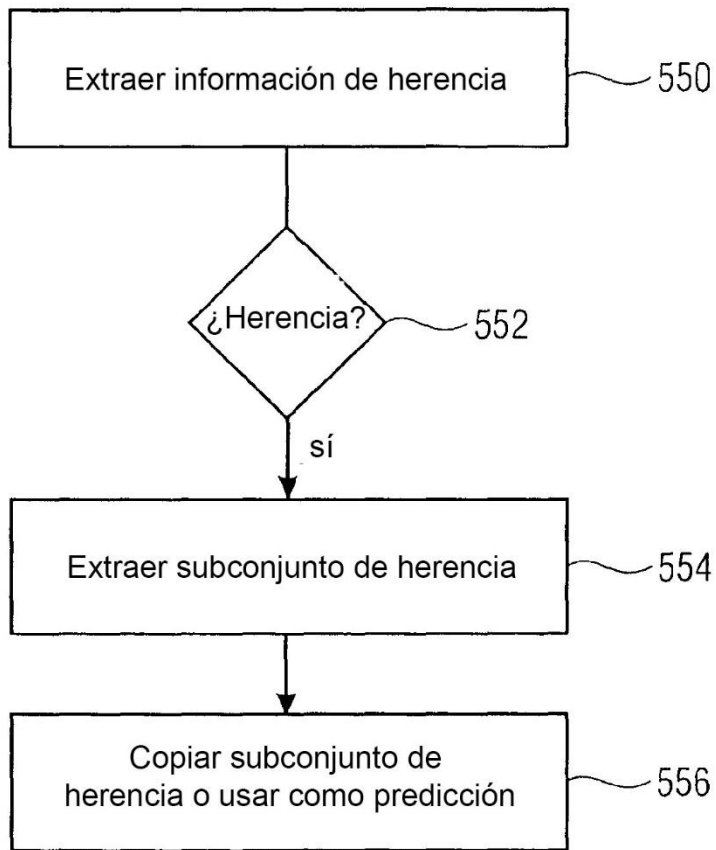 Extraer información de herencia
550
¿Herencia?
552
sí
Extraer subconjunto de herencia
554
Copiar subconjunto de
herencia o usar como predicción
556